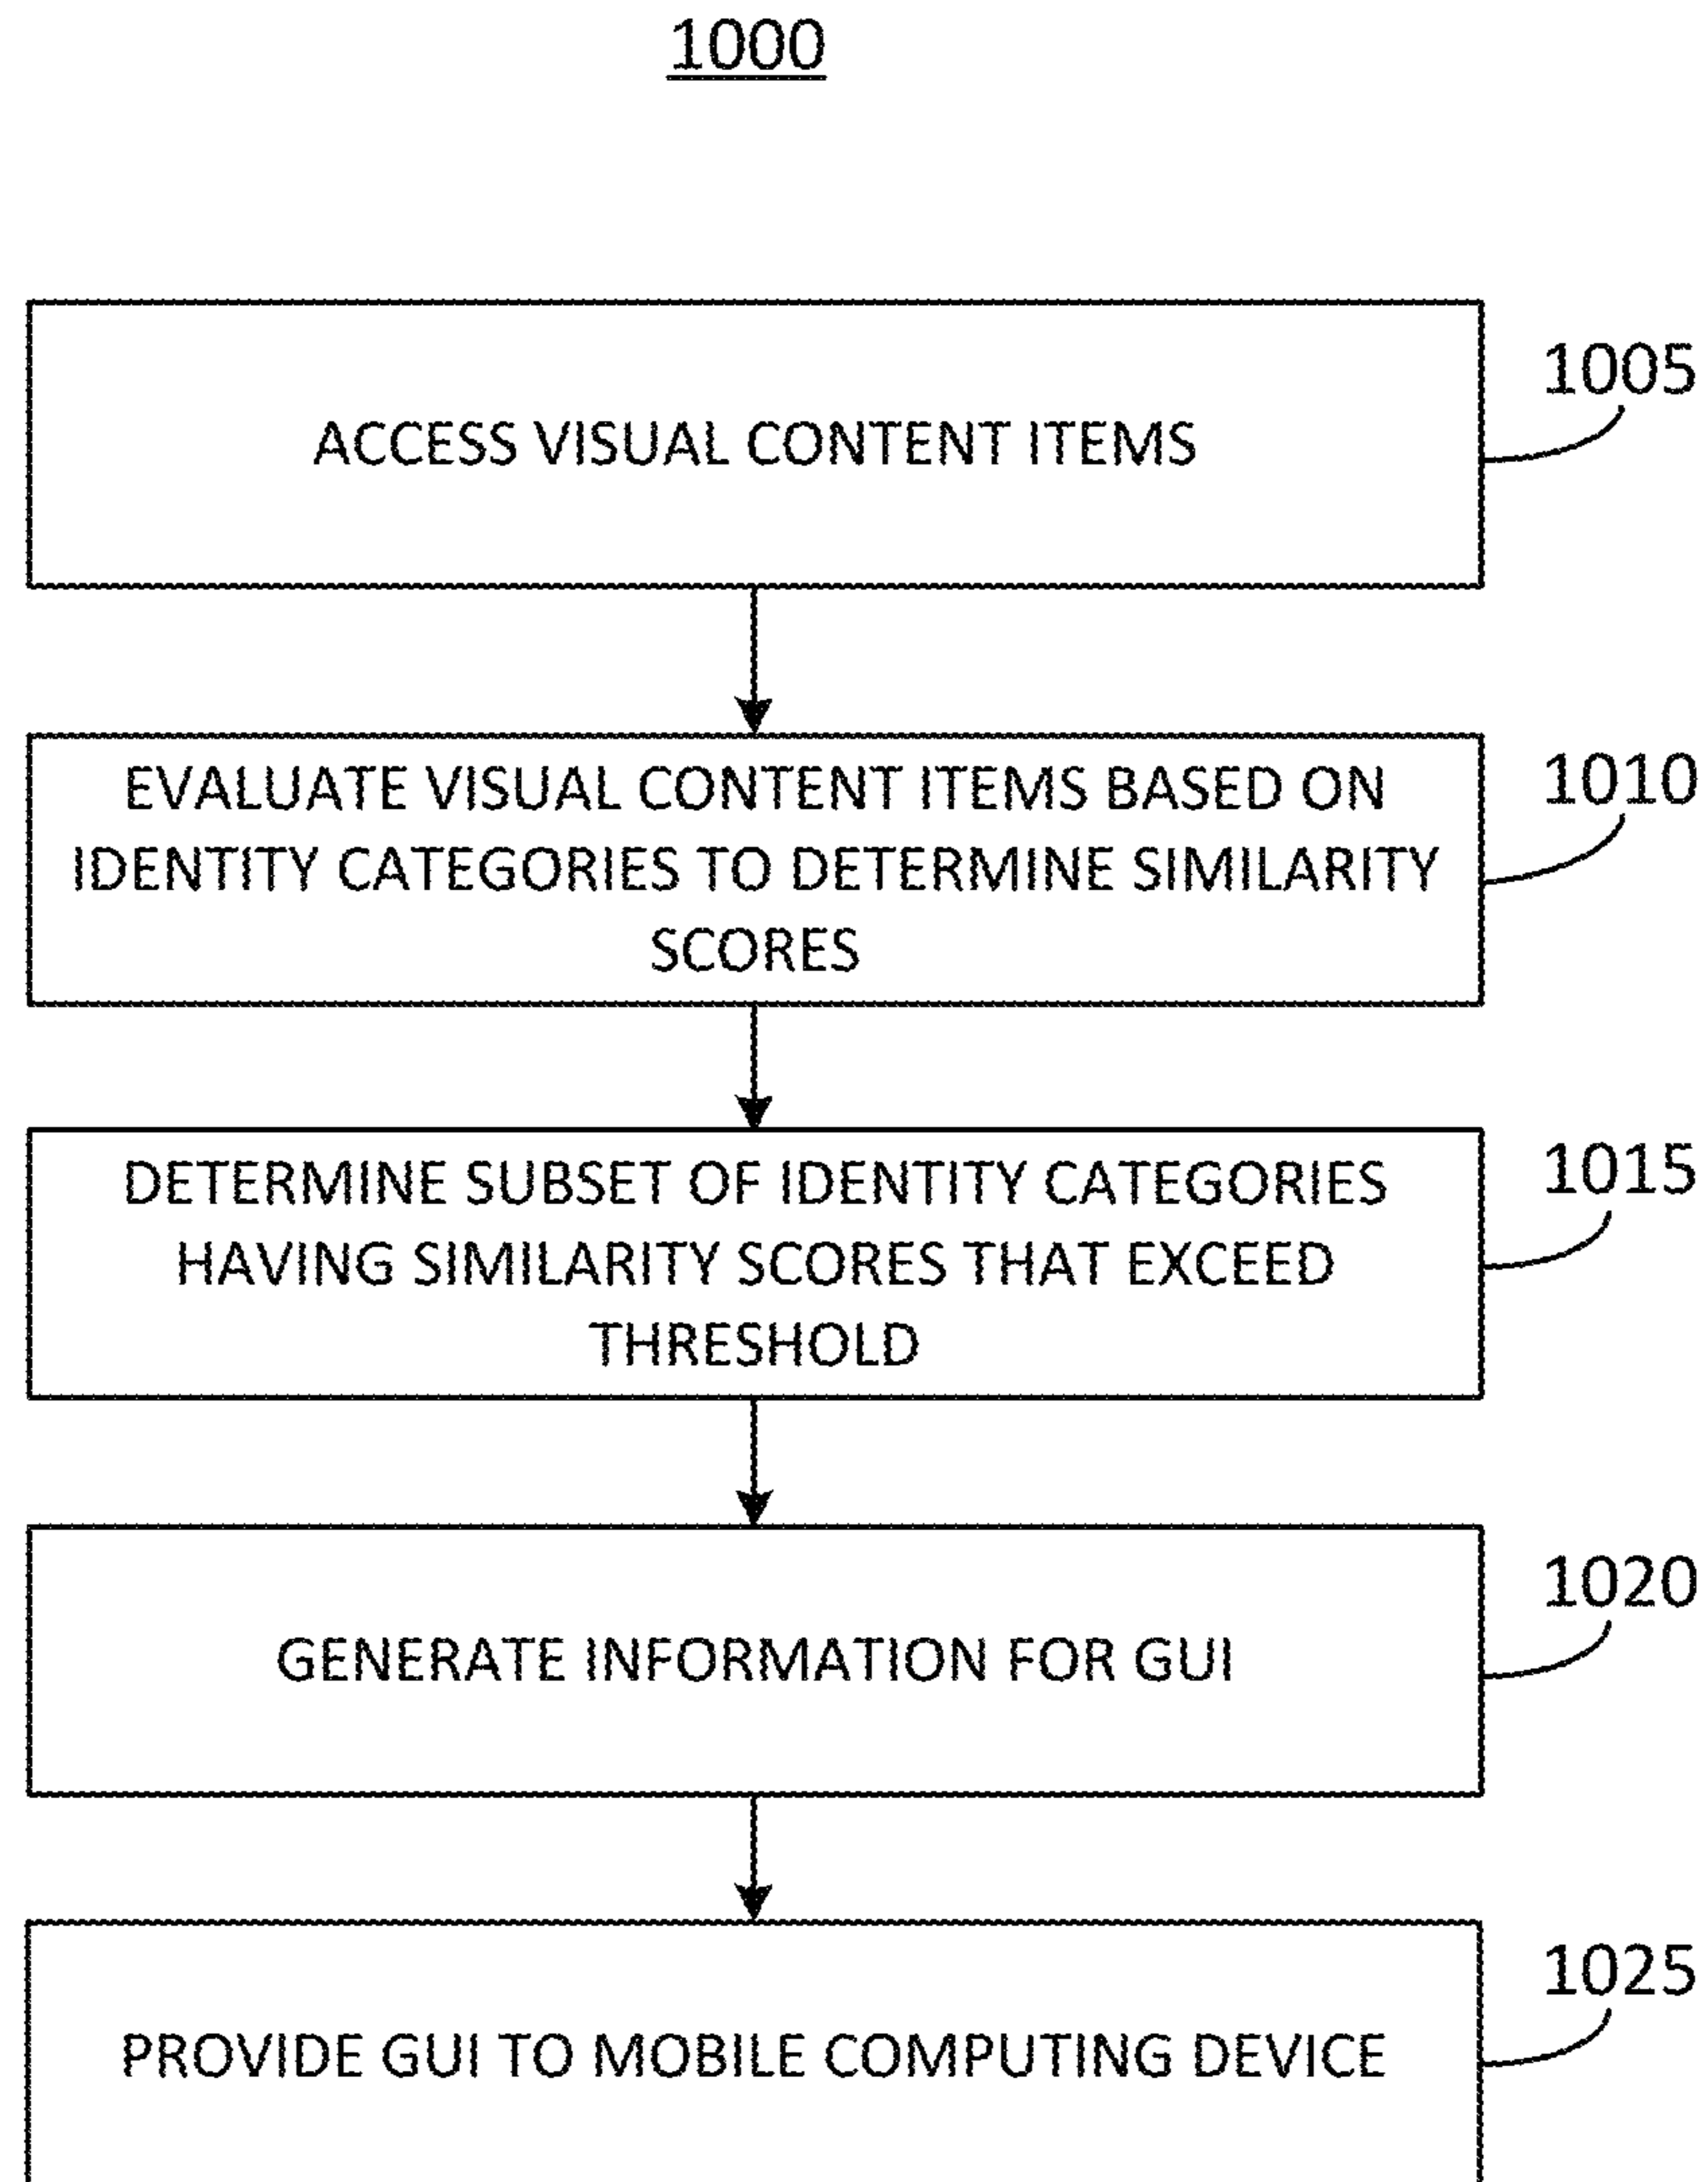 1000
ACCESS VISUAL CONTENT ITEMS
1005
EVALUATE VISUAL CONTENT ITEMS BASED ON
IDENTITY CATEGORIES TO DETERMINE SIMILARITY
SCORES
1010
DETERMINE SUBSET OF IDENTITY CATEGORIES
HAVING SIMILARITY SCORES THAT EXCEED
THRESHOLD
1015
GENERATE INFORMATION FOR GUI
1020
PROVIDE GUI TO MOBILE COMPUTING DEVICE
1025